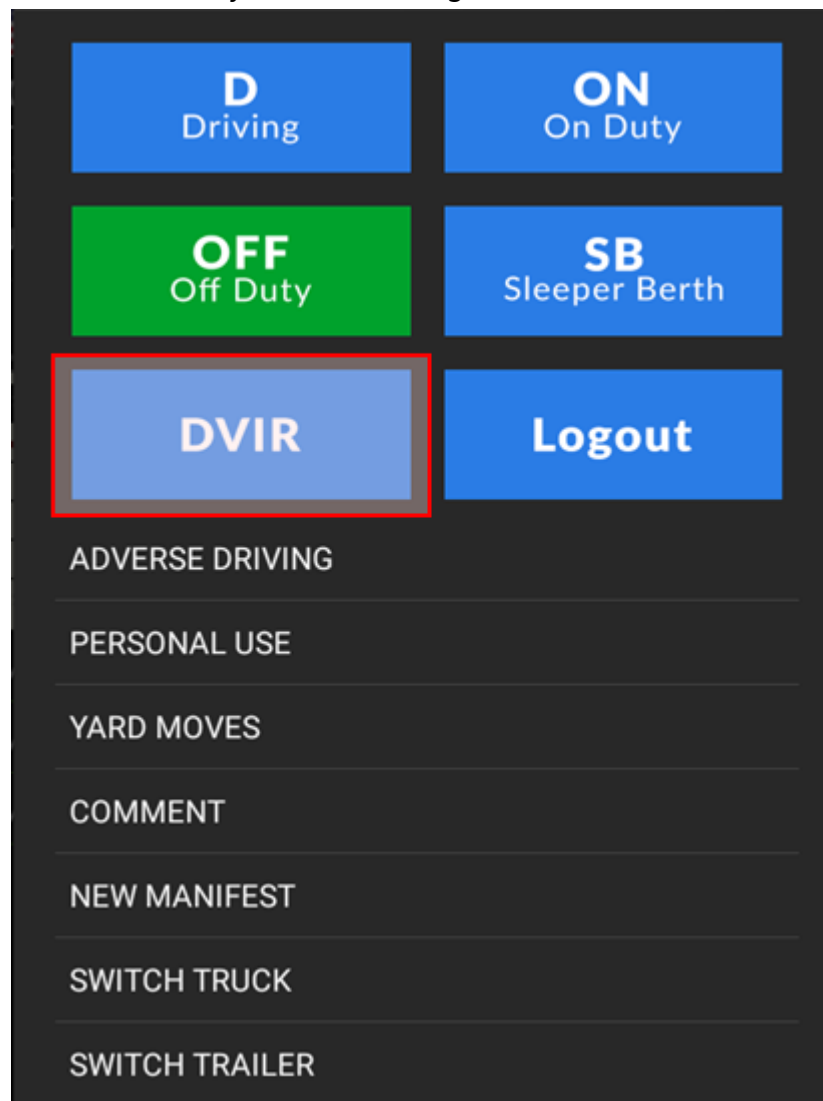 D
Driving
ON
On Duty
OFF
Off Duty
SB
Sleeper Berth
DVIR
Logout
ADVERSE DRIVING
PERSONAL USE
YARD MOVES
COMMENT
NEW MANIFEST
SWITCH TRUCK
SWITCH TRAILER